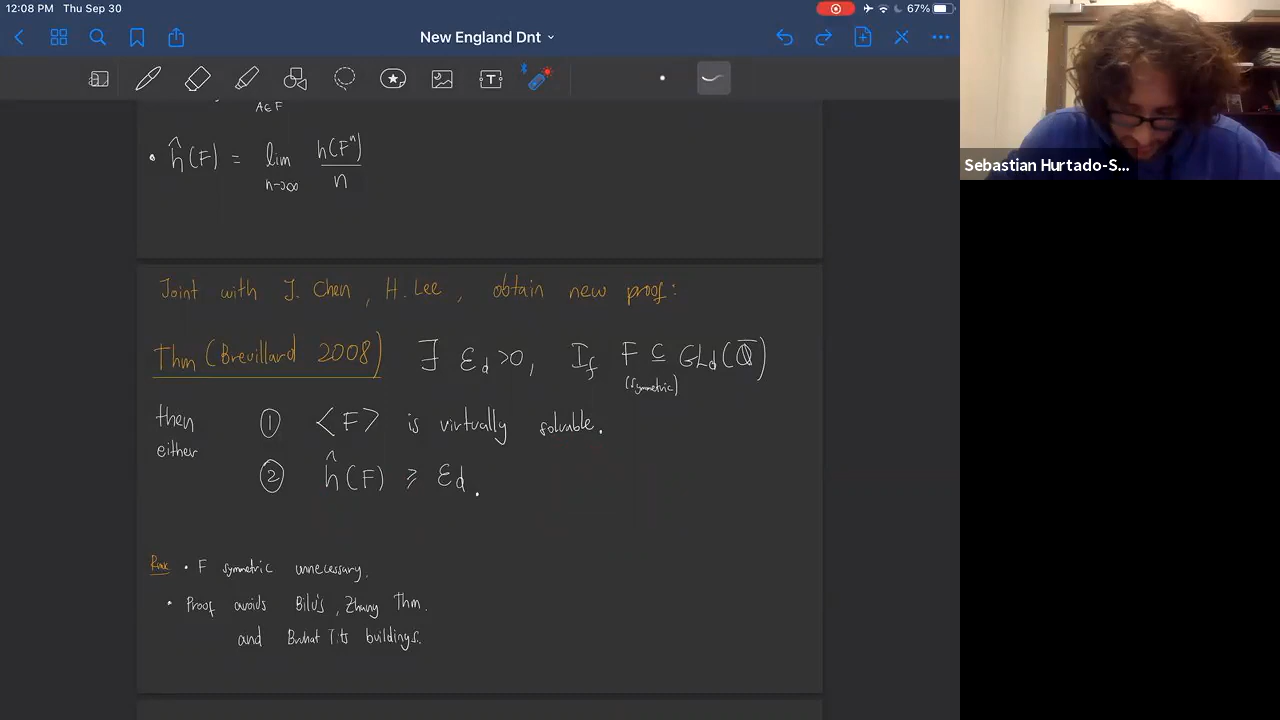 12:08 PM Thu Sep 30
67%
New England Dnt
A∈F
• ĥ(F) = lim n→∞ h(Fⁿ)/n
Joint with J. Chen, H. Lee, obtain new proof:
Thm (Brevillard 2008) ∃ ε_d >0, If F ⊆ GL_d(Q̄)
(symmetric)
then either ① <F> is virtually solvable.
② ĥ(F) ≥ ε_d.
Rmk • F symmetric unnecessary.
• Proof avoids Bilu's, Zhang Thm.
and Bruhat Tits buildings.
Sebastian Hurtado-S...